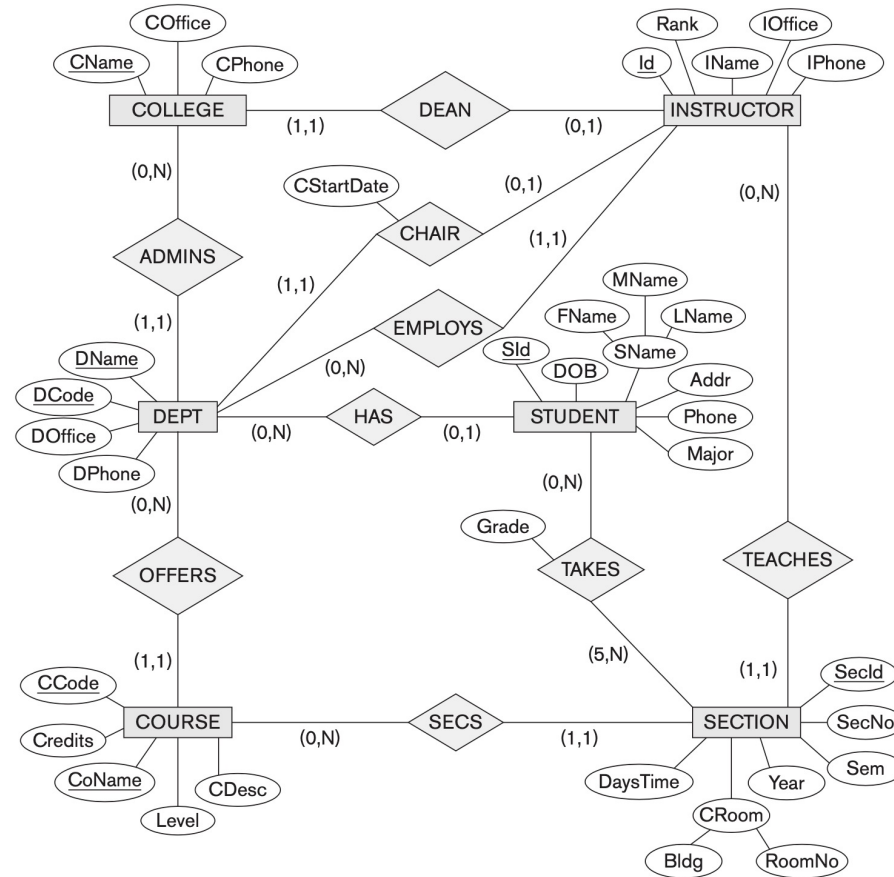 COffice
Rank
IOffice
CName
CPhone
Id
IName
IPhone
COLLEGE
DEAN
INSTRUCTOR
(1,1)
(0,1)
(0,N)
CStartDate
(0,1)
(0,N)
CHAIR
ADMINS
(1,1)
(1,1)
MName
(1,1)
EMPLOYS
FName
LName
DName
SId
SName
(0,N)
DOB
Addr
DCode
DEPT
HAS
STUDENT
Phone
DOffice
(0,N)
(0,1)
Major
DPhone
(0,N)
(0,N)
Grade
OFFERS
TAKES
TEACHES
(5,N)
(1,1)
(1,1)
CCode
SecId
COURSE
SECS
SECTION
SecNo
Credits
(0,N)
(1,1)
CoName
CDesc
DaysTime
Year
Sem
Level
CRoom
Bldg
RoomNo